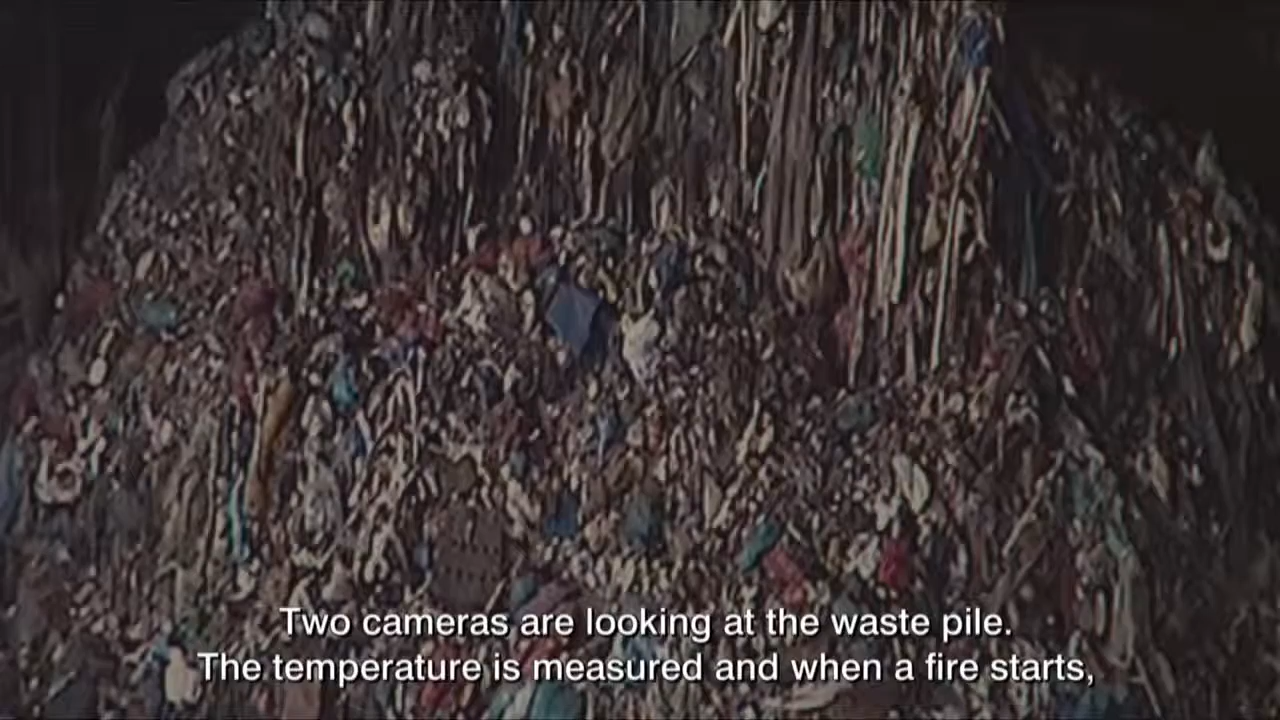 Two cameras are looking at the waste pile.
The temperature is measured and when a fire starts,